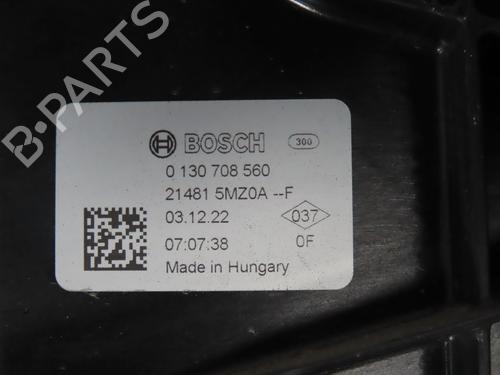 B-PARTS
BOSCH 300
0 130 708 560
21481 5MZ0A --F
03.12.22 037
07:07:38 0F
Made in Hungary